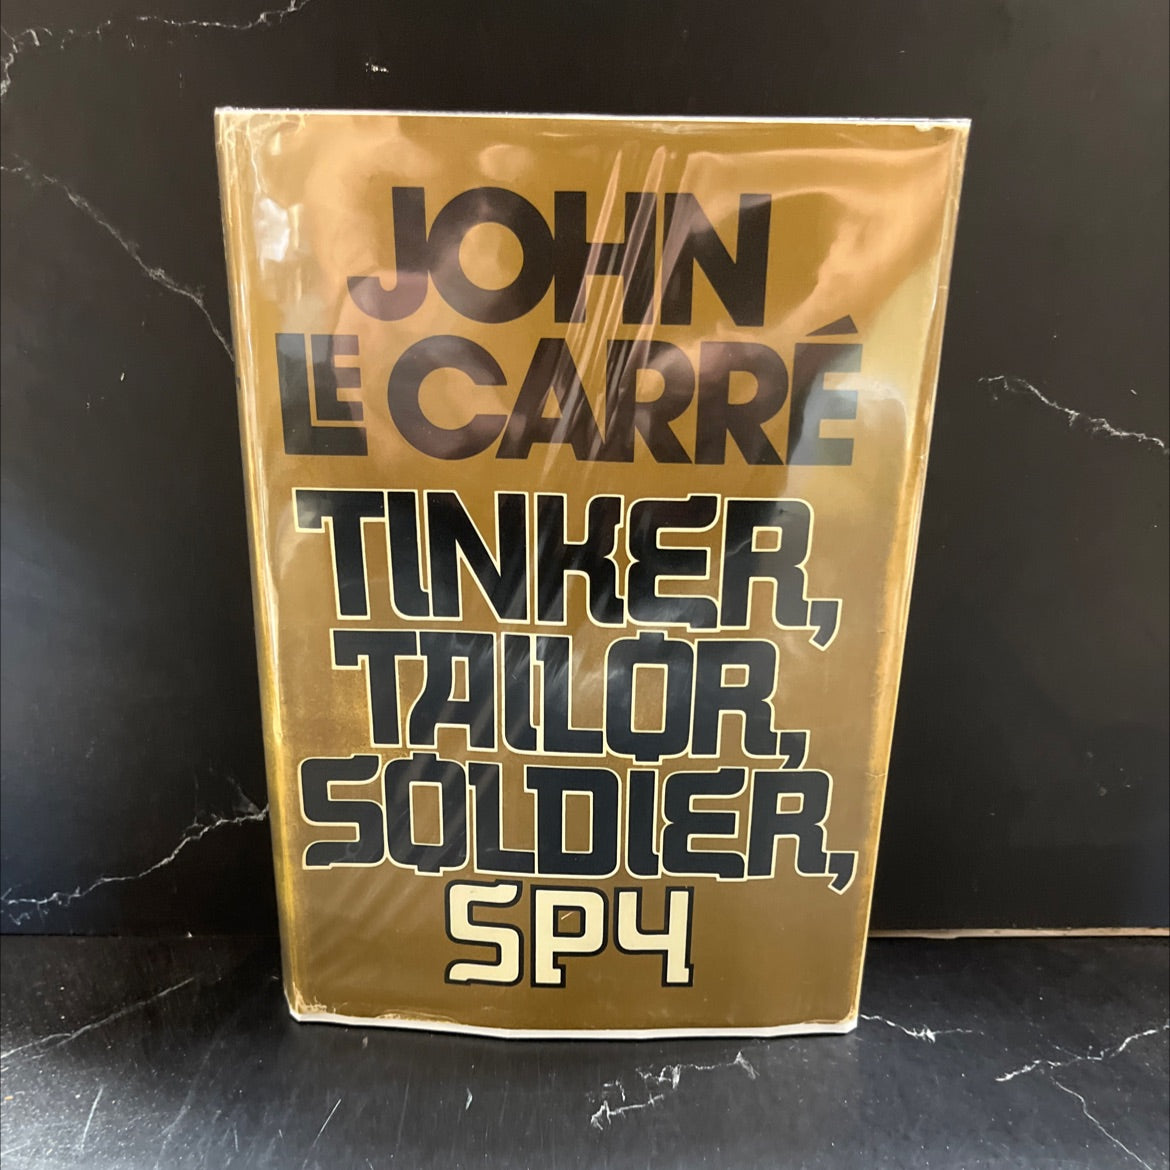 JOHN
LE CARRÉ
TINKER,
TAILOR,
SOLDIER,
SPY